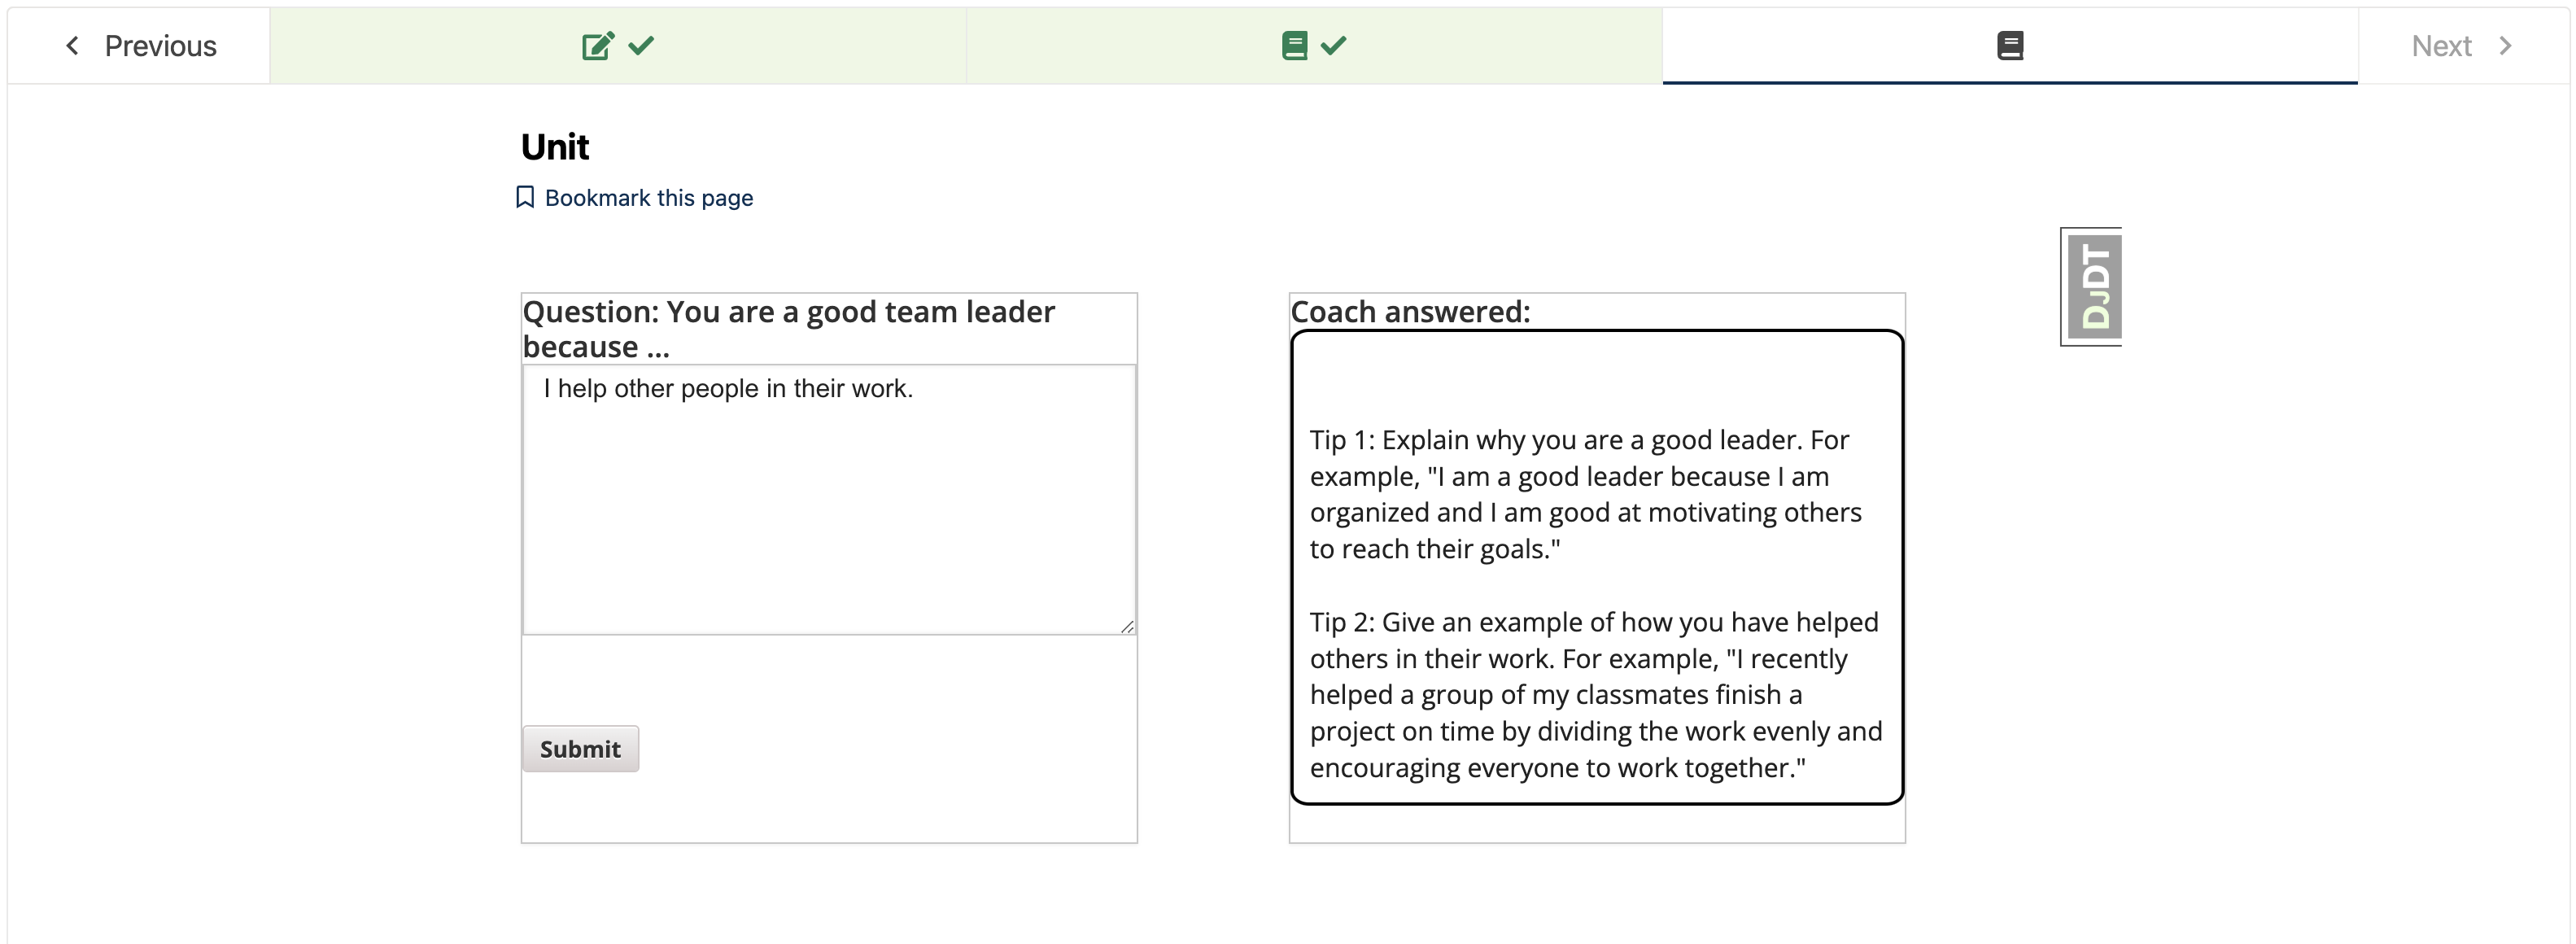 Previous
Next
Unit
Bookmark this page
DJDT
Question: You are a good team leader
because ...
I help other people in their work.
Submit
Coach answered:
Tip 1: Explain why you are a good leader. For
example, "I am a good leader because I am
organized and I am good at motivating others
to reach their goals."
Tip 2: Give an example of how you have helped
others in their work. For example, "I recently
helped a group of my classmates finish a
project on time by dividing the work evenly and
encouraging everyone to work together."